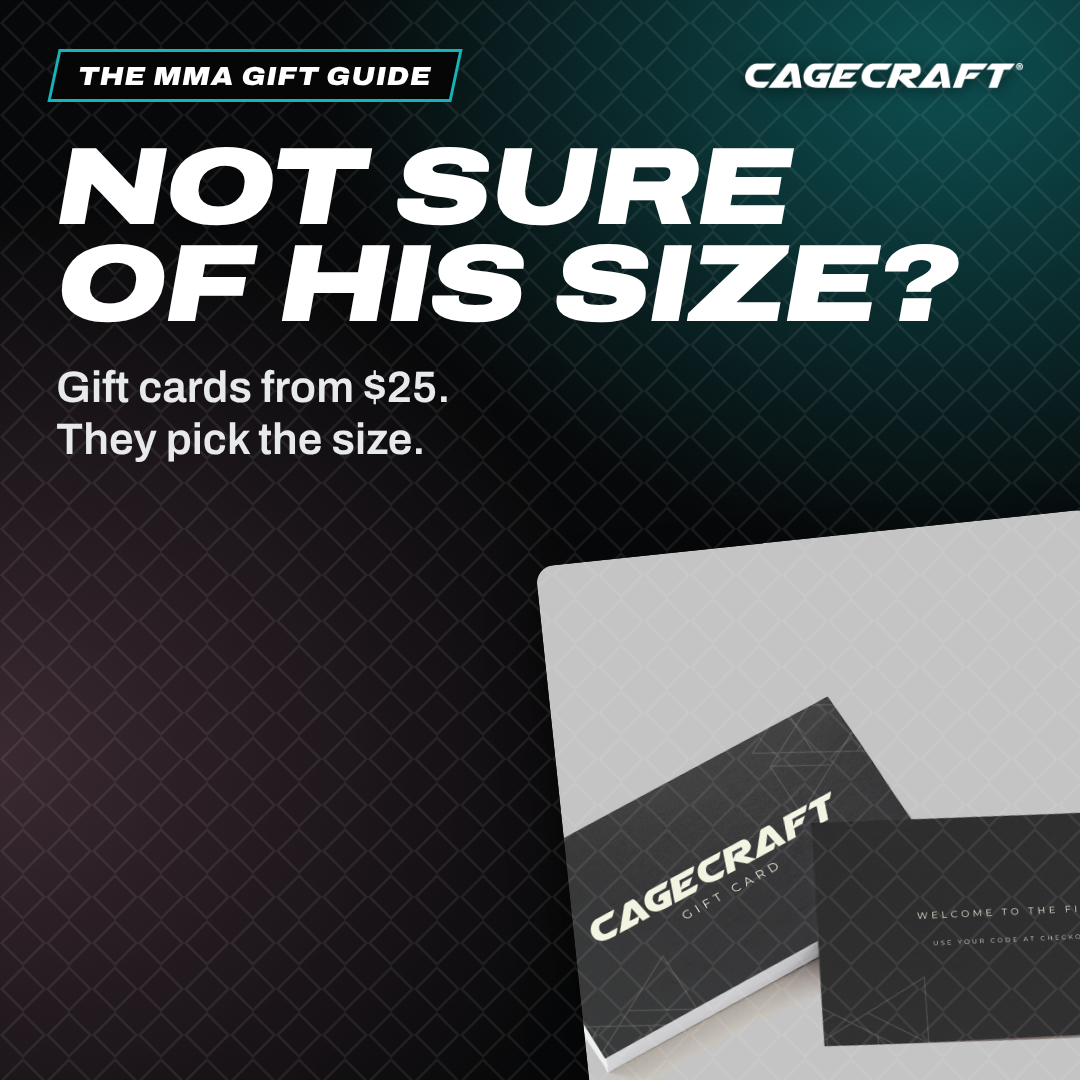 THE MMA GIFT GUIDE
CAGECRAFT®
NOT SURE
OF HIS SIZE?
Gift cards from $25.
They pick the size.
CAGECRAFT
GIFT CARD
WELCOME TO THE
USE YOUR CODE AT